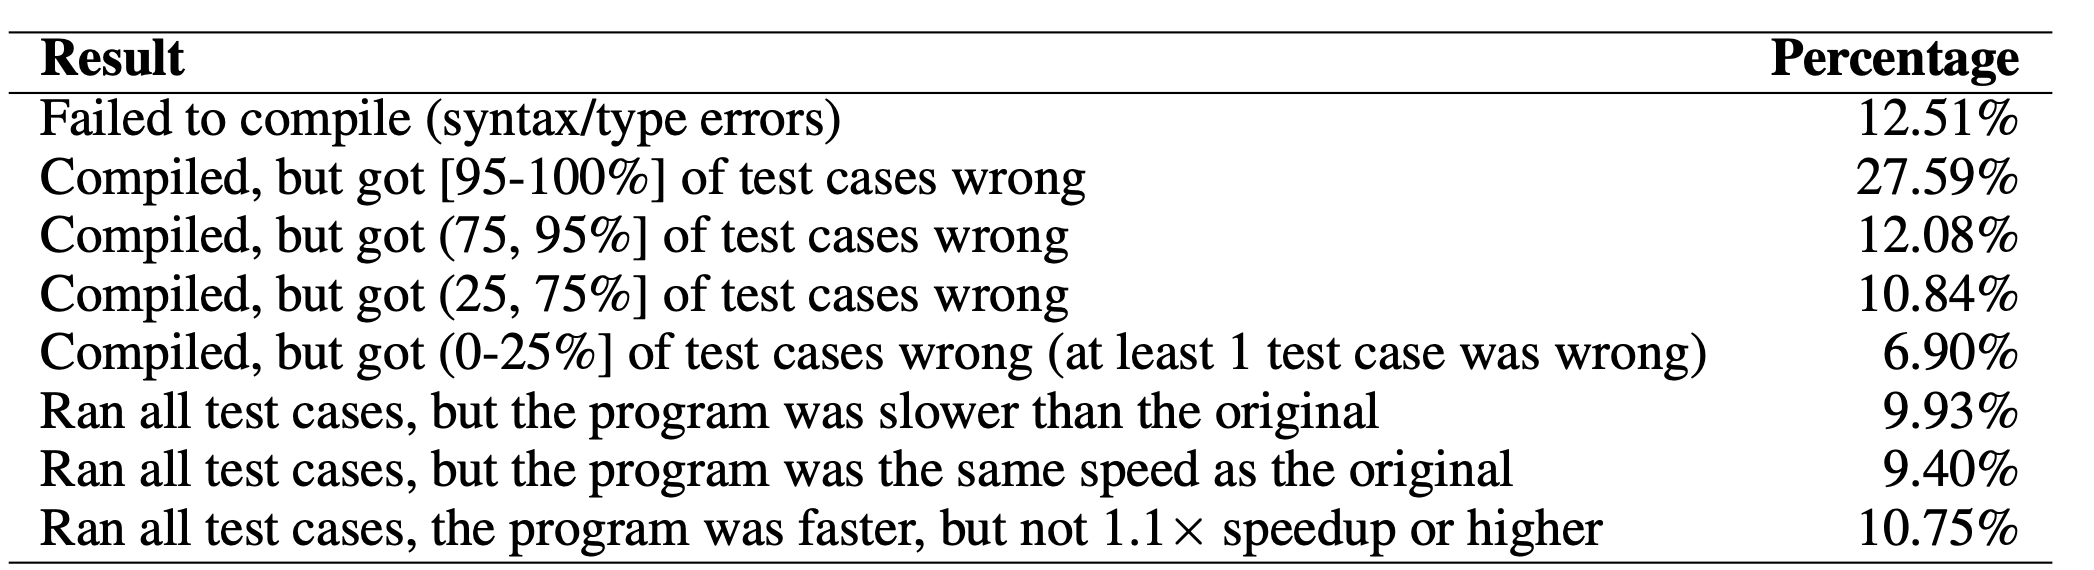 Result Percentage
Failed to compile (syntax/type errors) 12.51%
Compiled, but got [95-100%] of test cases wrong 27.59%
Compiled, but got (75, 95%] of test cases wrong 12.08%
Compiled, but got (25, 75%] of test cases wrong 10.84%
Compiled, but got (0-25%] of test cases wrong (at least 1 test case was wrong) 6.90%
Ran all test cases, but the program was slower than the original 9.93%
Ran all test cases, but the program was the same speed as the original 9.40%
Ran all test cases, the program was faster, but not 1.1× speedup or higher 10.75%